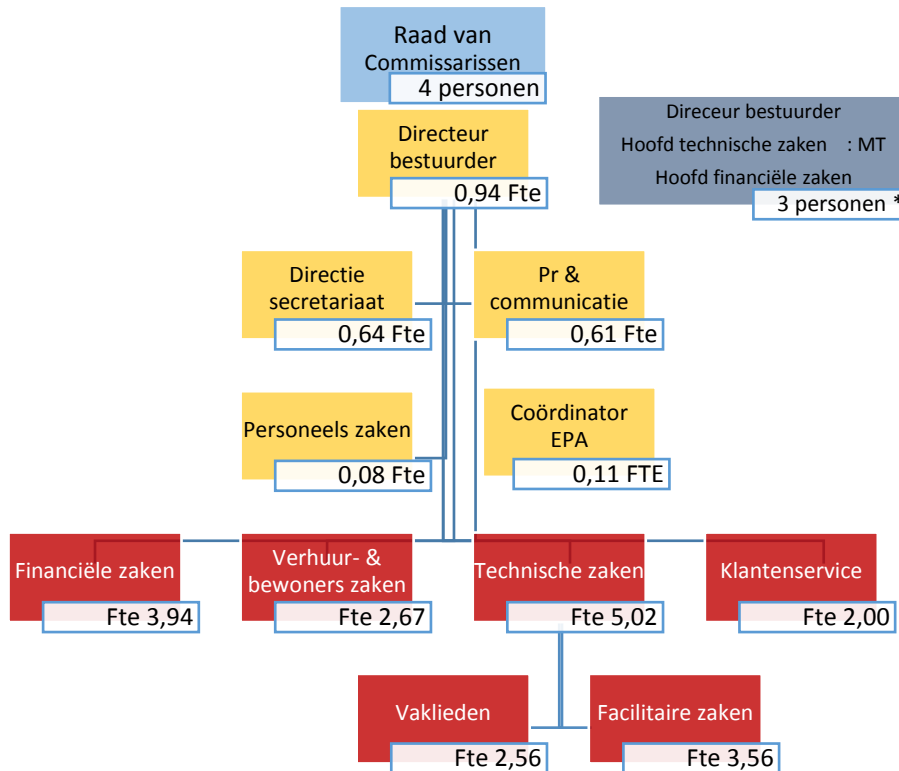 Raad van
Commissarissen
4 personen
Directeur
bestuurder
0,94 Fte
Direceur bestuurder
Hoofd technische zaken : MT
Hoofd financiële zaken
3 personen *
Directie
secretariaat
0,64 Fte
Pr &
communicatie
0,61 Fte
Personeels zaken
0,08 Fte
Coördinator
EPA
0,11 FTE
Financiële zaken
Fte 3,94
Verhuur- &
bewoners zaken
Fte 2,67
Technische zaken
Fte 5,02
Klantenservice
Fte 2,00
Vaklieden
Fte 2,56
Facilitaire zaken
Fte 3,56